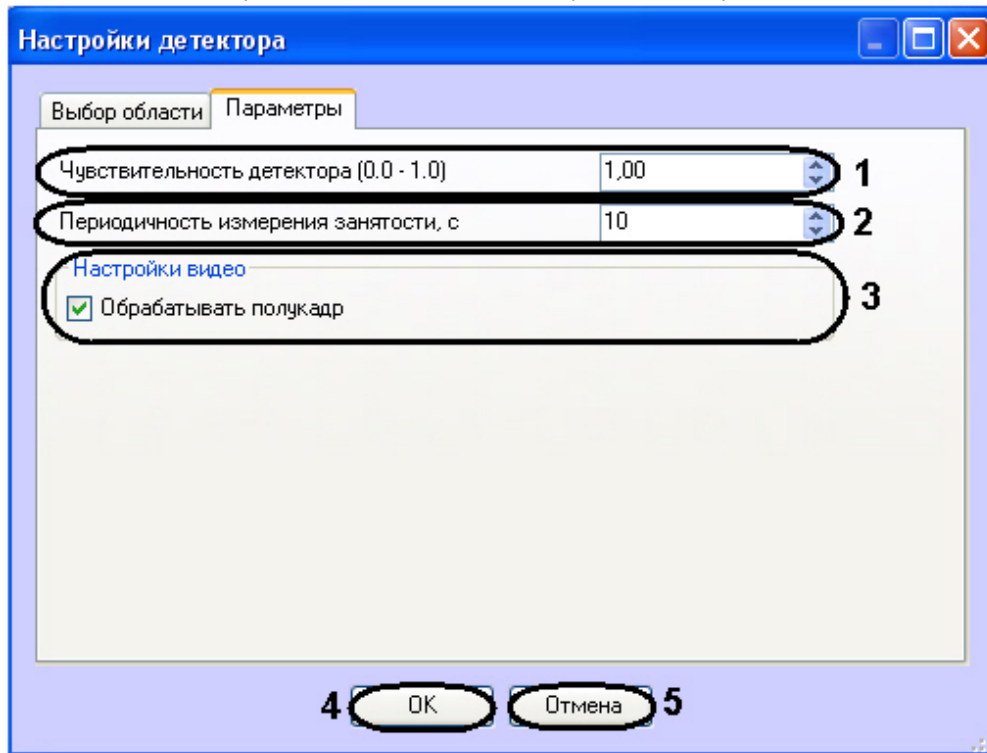 Настройки детектора
Выбор области Параметры
Чувствительность детектора (0.0 - 1.0) 1,00 1
Периодичность измерения занятости, с 10 2
Настройки видео
Обрабатывать полукадр 3
4 OK Отмена 5